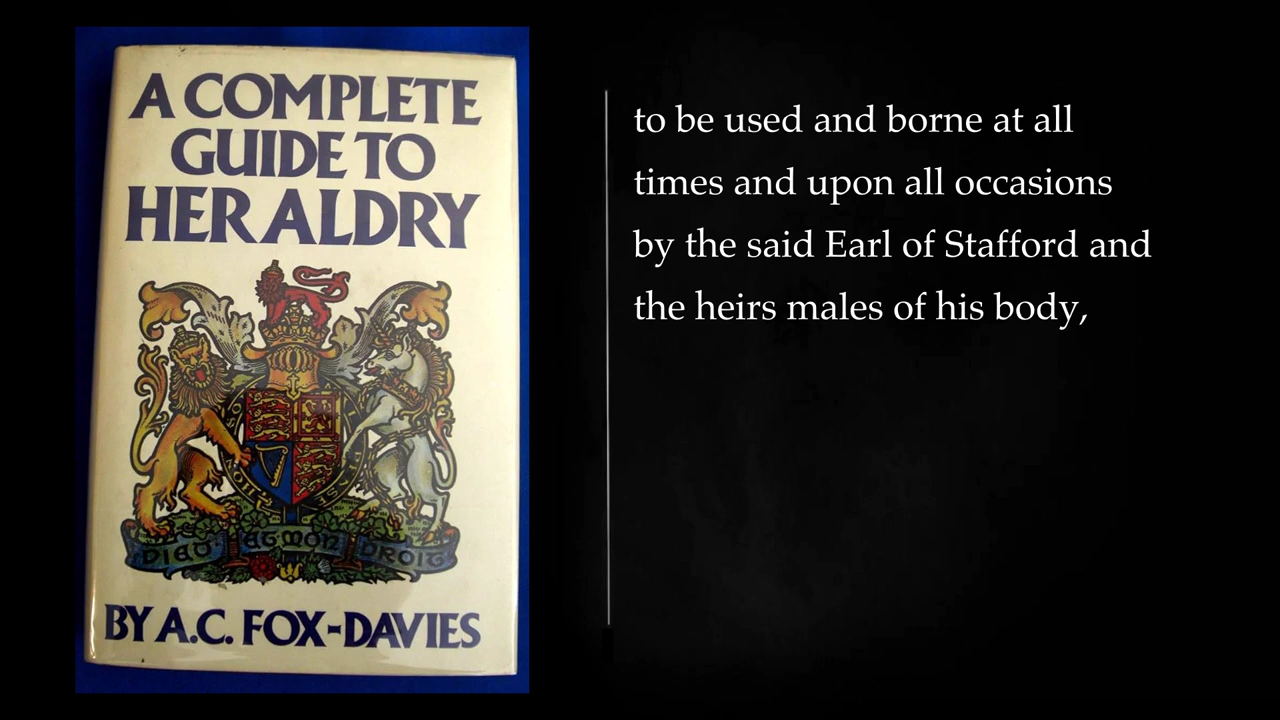 A COMPLETE
GUIDE TO
HERALDRY
DIEU ET MON DROIT
BY A.C. FOX-DAVIES
to be used and borne at all
times and upon all occasions
by the said Earl of Stafford and
the heirs males of his body,